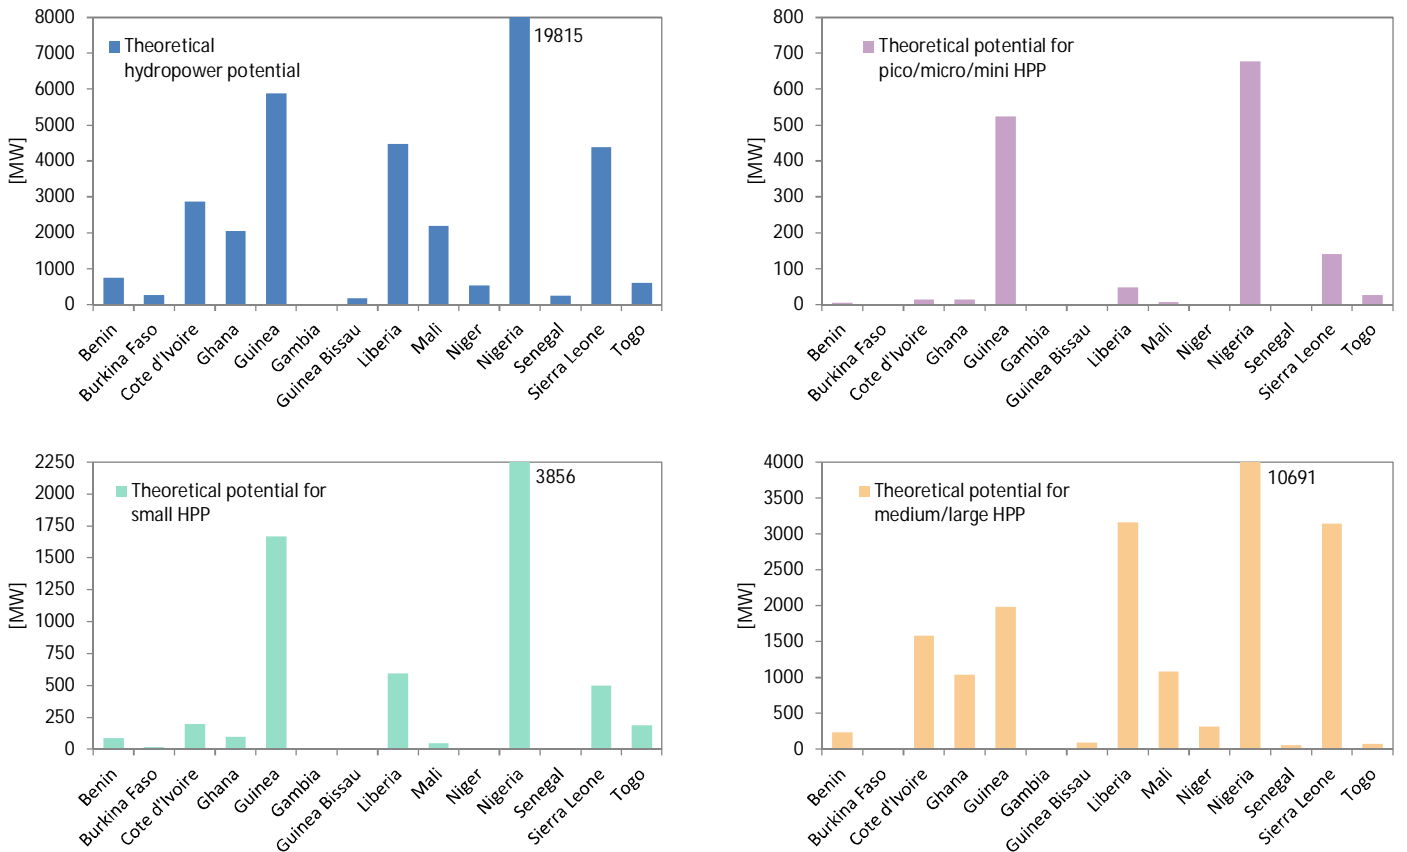 8000
7000
6000
5000
4000
3000
2000
1000
0
[MW]
Theoretical
hydropower potential
19815
Benin
Burkina Faso
Cote d'Ivoire
Ghana
Guinea
Gambia
Guinea Bissau
Liberia
Mali
Niger
Nigeria
Senegal
Sierra Leone
Togo
800
700
600
500
400
300
200
100
0
[MW]
Theoretical potential for
pico/micro/mini HPP
Benin
Burkina Faso
Cote d'Ivoire
Ghana
Guinea
Gambia
Guinea Bissau
Liberia
Mali
Niger
Nigeria
Senegal
Sierra Leone
Togo
2250
2000
1750
1500
1250
1000
750
500
250
0
[MW]
Theoretical potential for
small HPP
3856
Benin
Burkina Faso
Cote d'Ivoire
Ghana
Guinea
Gambia
Guinea Bissau
Liberia
Mali
Niger
Nigeria
Senegal
Sierra Leone
Togo
4000
3500
3000
2500
2000
1500
1000
500
0
[MW]
Theoretical potential for
medium/large HPP
10691
Benin
Burkina Faso
Cote d'Ivoire
Ghana
Guinea
Gambia
Guinea Bissau
Liberia
Mali
Niger
Nigeria
Senegal
Sierra Leone
Togo